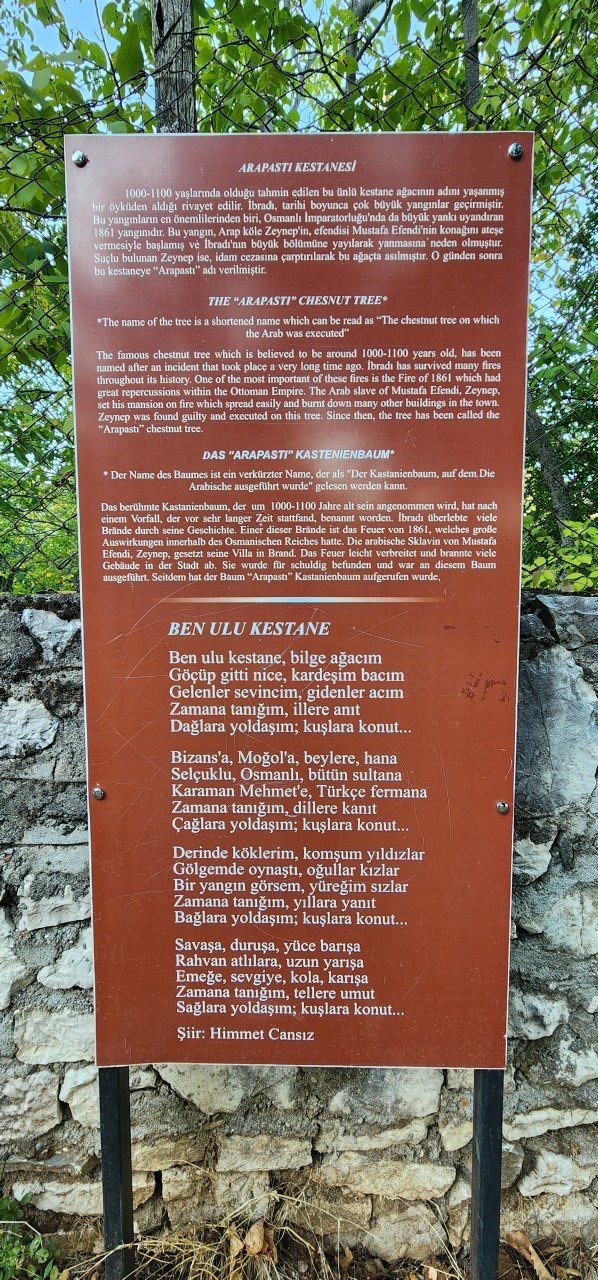 ARAPASTI KESTANESİ
1000-1100 yaşlarında olduğu tahmin edilen bu ünlü kestane ağacının adını yaşanmış
bir öyküden aldığı rivayet edilir. İbradı, tarihi boyunca çok büyük yangınlar geçirmiştir.
Bu yangınların en önemlilerinden biri, Osmanlı İmparatorluğu'nda da büyük yankı uyandıran
1861 yangınıdır. Bu yangın, Arap köle Zeynep'in, efendisi Mustafa Efendi'nin konağını ateşe
vermesiyle başlamış ve İbradı'nın büyük bölümüne yayılarak yanmasına neden olmuştur.
Suçlu bulunan Zeynep ise, idam cezasına çarptırılarak bu ağaçta asılmıştır. O günden sonra
bu kestaneye “Arapastı” adı verilmiştir.
THE “ARAPASTI” CHESNUT TREE*
*The name of the tree is a shortened name which can be read as “The chestnut tree on which
the Arab was executed”
The famous chestnut tree which is believed to be around 1000-1100 years old, has been
named after an incident that took place a very long time ago. İbradı has survived many fires
throughout its history. One of the most important of these fires is the Fire of 1861 which had
great repercussions within the Ottoman Empire. The Arab slave of Mustafa Efendi, Zeynep,
set his mansion on fire which spread easily and burnt down many other buildings in the town.
Zeynep was found guilty and executed on this tree. Since then, the tree has been called the
“Arapastı” chestnut tree.
DAS “ARAPASTI” KASTENIENBAUM*
* Der Name des Baumes ist ein verkürzter Name, der als "Der Kastanienbaum, auf dem Die
Arabische ausgeführt wurde" gelesen werden kann.
Das berühmte Kastanienbaum, der um 1000-1100 Jahre alt sein angenommen wird, hat nach
einem Vorfall, der vor sehr langer Zeit stattfand, benannt worden. İbradı überlebte viele
Brände durch seine Geschichte. Einer dieser Brände ist das Feuer von 1861, welches große
Auswirkungen innerhalb des Osmanischen Reiches hatte. Die arabische Sklavin von Mustafa
Efendi, Zeynep, gesetzt seine Villa in Brand. Das Feuer leicht verbreitet und brannte viele
Gebäude in der Stadt ab. Sie wurde für schuldig befunden und war an diesem Baum
ausgeführt. Seitdem hat der Baum “Arapastı” Kastanienbaum aufgerufen wurde,
BEN ULU KESTANE
Ben ulu kestane, bilge ağacım
Göçüp gitti nice, kardeşim bacım
Gelenler sevincim, gidenler acım
Zamana tanığım, illere anıt
Dağlara yoldaşım; kuşlara konut...
Bizans'a, Moğol'a, beylere, hana
Selçuklu, Osmanlı, bütün sultana
Karaman Mehmet'e, Türkçe fermana
Zamana tanığım, dillere kanıt
Çağlara yoldaşım; kuşlara konut...
Derinde köklerim, komşum yıldızlar
Gölgemde oynaştı, oğullar kızlar
Bir yangın görsem, yüreğim sızlar
Zamana tanığım, yıllara yanıt
Bağlara yoldaşım; kuşlara konut...
Savaşa, duruşa, yüce barışa
Rahvan atlılara, uzun yarışa
Emeğe, sevgiye, kola, karışa
Zamana tanığım, tellere umut
Sağlara yoldaşım; kuşlara konut...
Şiir: Himmet Cansız